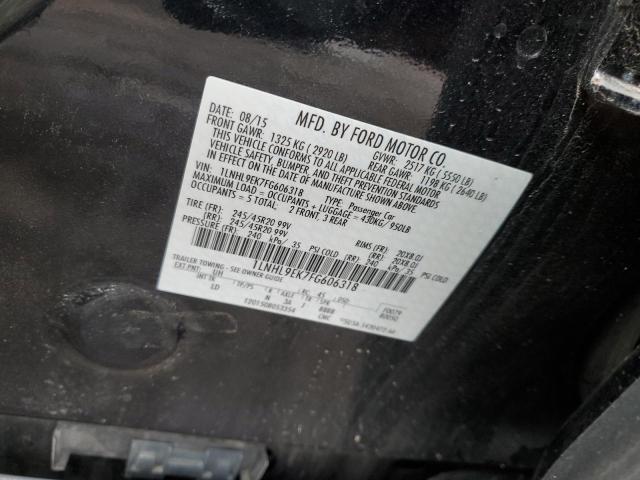 MFD. BY FORD MOTOR CO.
DATE: 08/15 GVWR: 2517 KG ( 5550 LB)
FRONT GAWR: 1325 KG ( 2920 LB) REAR GAWR: 1198 KG ( 2640 LB)
THIS VEHICLE CONFORMS TO ALL APPLICABLE FEDERAL MOTOR
VEHICLE SAFETY, BUMPER, AND THEFT PREVENTION STANDARDS
IN EFFECT ON THE DATE OF MANUFACTURE SHOWN ABOVE.
VIN: 1LNHL9EK7FG606318 TYPE: Passenger Car
MAXIMUM LOAD = OCCUPANTS + LUGGAGE = 430KG/950LB
OCCUPANTS = 5 TOTAL 2 FRONT, 3 REAR
TIRE (FR): 245/45R20 99V RIMS (FR): 20X8.0J
(RR): 245/45R20 99V (RR): 20X8.0J
PRESSURE (FR): 240 kPa/ 35 PSI COLD (RR): 240 kPa/ 35 PSI COLD
1LNHL9EK7FG606318
TRAILER TOWING - SEE OWNER GUIDE
EXT PNT: UH
F0079